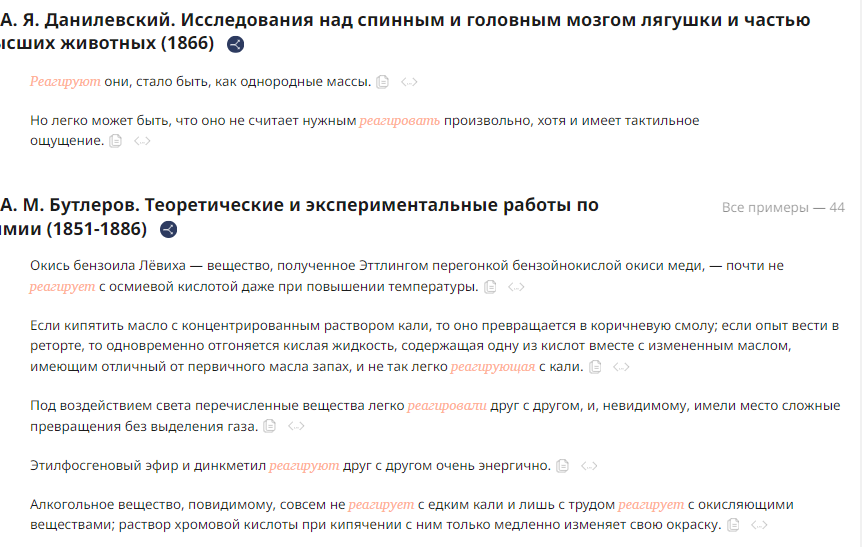 А. Я. Данилевский. Исследования над спинным и головным мозгом лягушки и частью
ысших животных (1866)
Реагируют они, стало быть, как однородные массы.
Но легко может быть, что оно не считает нужным реагировать произвольно, хотя и имеет тактильное
ощущение.
А. М. Бутлеров. Теоретические и экспериментальные работы по
имии (1851-1886)
Все примеры — 44
Окись бензоила Лёвиха — вещество, полученное Эттлингом перегонкой бензойнокислой окиси меди, — почти не
реагирует с осмиевой кислотой даже при повышении температуры.
Если кипятить масло с концентрированным раствором кали, то оно превращается в коричневую смолу; если опыт вести в
реторте, то одновременно отгоняется кислая жидкость, содержащая одну из кислот вместе с измененным маслом,
имеющим отличный от первичного масла запах, и не так легко реагирующая с кали.
Под воздействием света перечисленные вещества легко реагировали друг с другом, и, невидимому, имели место сложные
превращения без выделения газа.
Этилфосгеновый эфир и динкметил реагируют друг с другом очень энергично.
Алкогольное вещество, повидимому, совсем не реагирует с едким кали и лишь с трудом реагирует с окисляющими
веществами; раствор хромовой кислоты при кипячении с ним только медленно изменяет свою окраску.